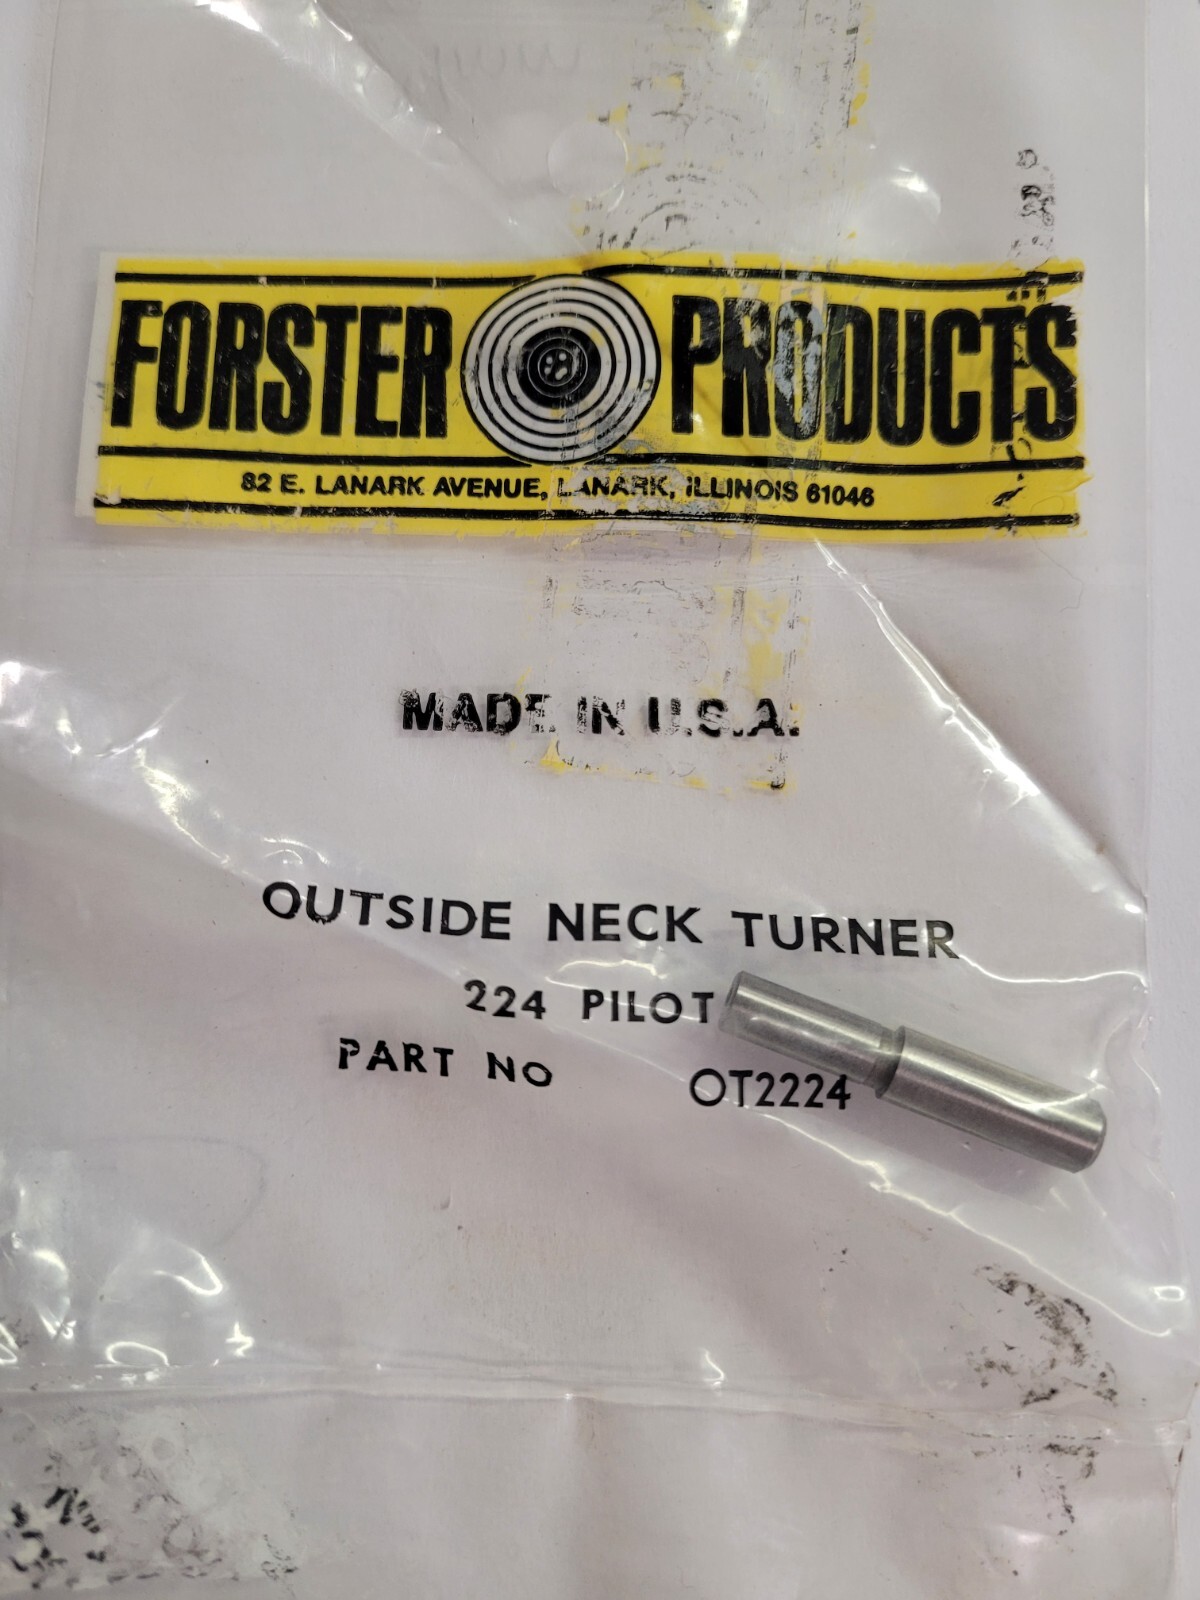 FORSTER PRODUCTS
82 E. LANARK AVENUE, LANARK, ILLINOIS 61046
MADE IN U.S.A.
OUTSIDE NECK TURNER
224 PILOT
PART NO OT2224